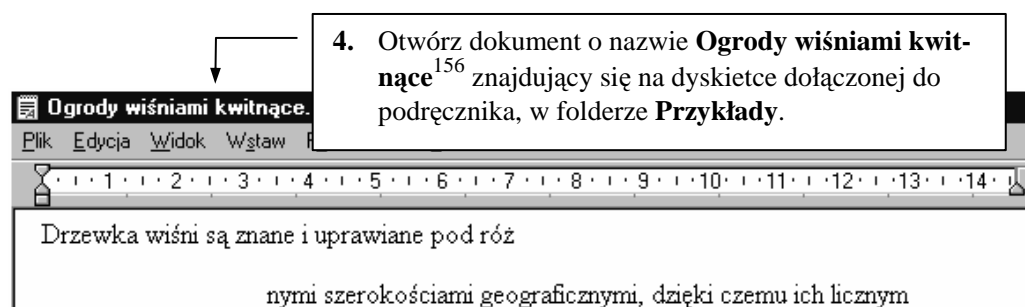 4. Otwórz dokument o nazwie Ogrody wiśniami kwit-
nące156 znajdujący się na dyskietce dołączonej do
podręcznika, w folderze Przykłady.
Ogrody wiśniami kwitnące.
Plik Edycja Widok Wstaw
1 2 3 4 5 6 7 8 9 10 11 12 13 14
Drzewka wiśni są znane i uprawiane pod róż
nymi szerokościami geograficznymi, dzięki czemu ich licznym